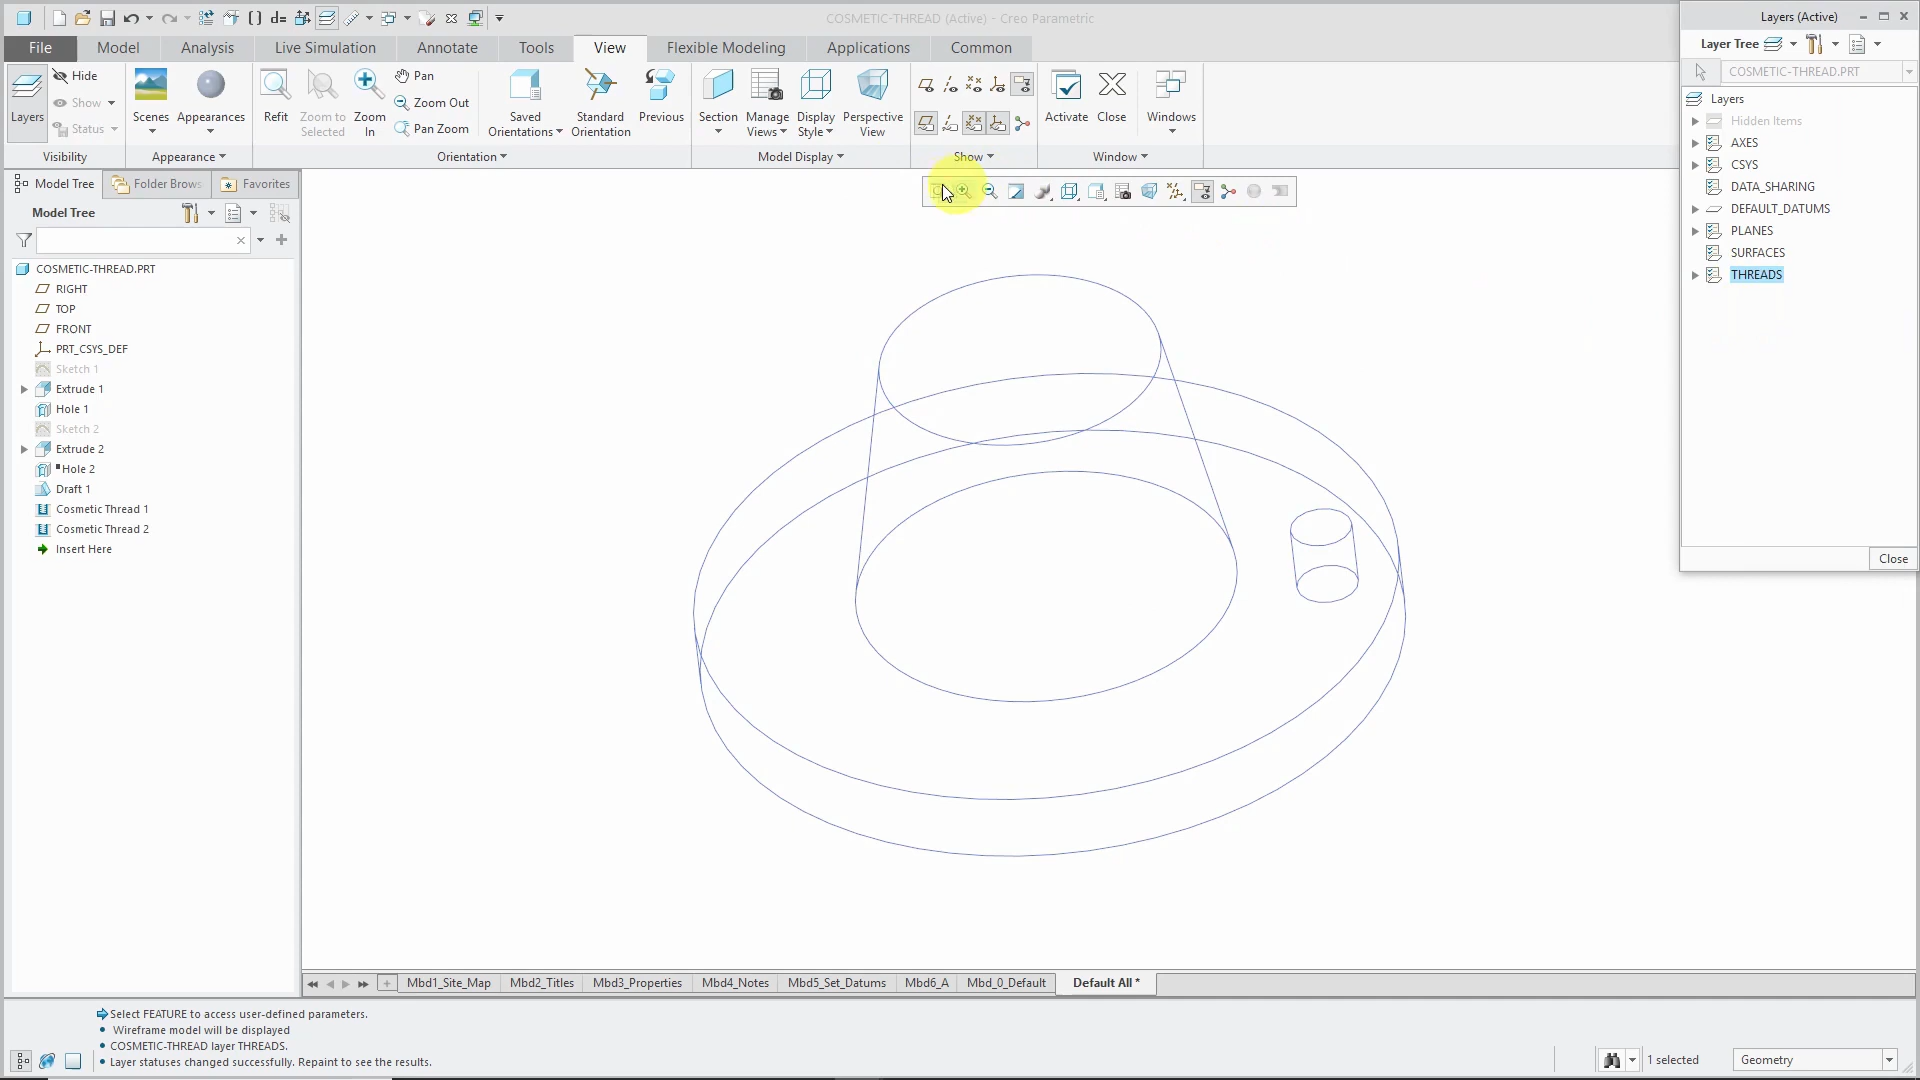 COSMETIC-THREAD (Active) - Creo Parametric
File Model Analysis Live Simulation Annotate Tools View Flexible Modeling Applications Common
Layers
Hide
Show
Status
Visibility
Scenes
Appearances
Appearance
Refit
Zoom to Selected
Zoom In
Pan
Zoom Out
Pan Zoom
Saved Orientations
Standard Orientation
Previous
Orientation
Section
Manage Views
Display Style
Perspective View
Model Display
Show
Activate
Close
Windows
Window
Model Tree
Folder Brows
Favorites
Model Tree
COSMETIC-THREAD.PRT
RIGHT
TOP
FRONT
PRT_CSYS_DEF
Sketch 1
Extrude 1
Hole 1
Sketch 2
Extrude 2
Hole 2
Draft 1
Cosmetic Thread 1
Cosmetic Thread 2
Insert Here
Layers (Active)
Layer Tree
COSMETIC-THREAD.PRT
Layers
Hidden Items
AXES
CSYS
DATA_SHARING
DEFAULT_DATUMS
PLANES
SURFACES
THREADS
Close
Mbd1_Site_Map Mbd2_Titles Mbd3_Properties Mbd4_Notes Mbd5_Set_Datums Mbd6_A Mbd_0_Default Default All *
Select FEATURE to access user-defined parameters.
Wireframe model will be displayed
COSMETIC-THREAD layer THREADS.
Layer statuses changed successfully. Repaint to see the results.
1 selected
Geometry